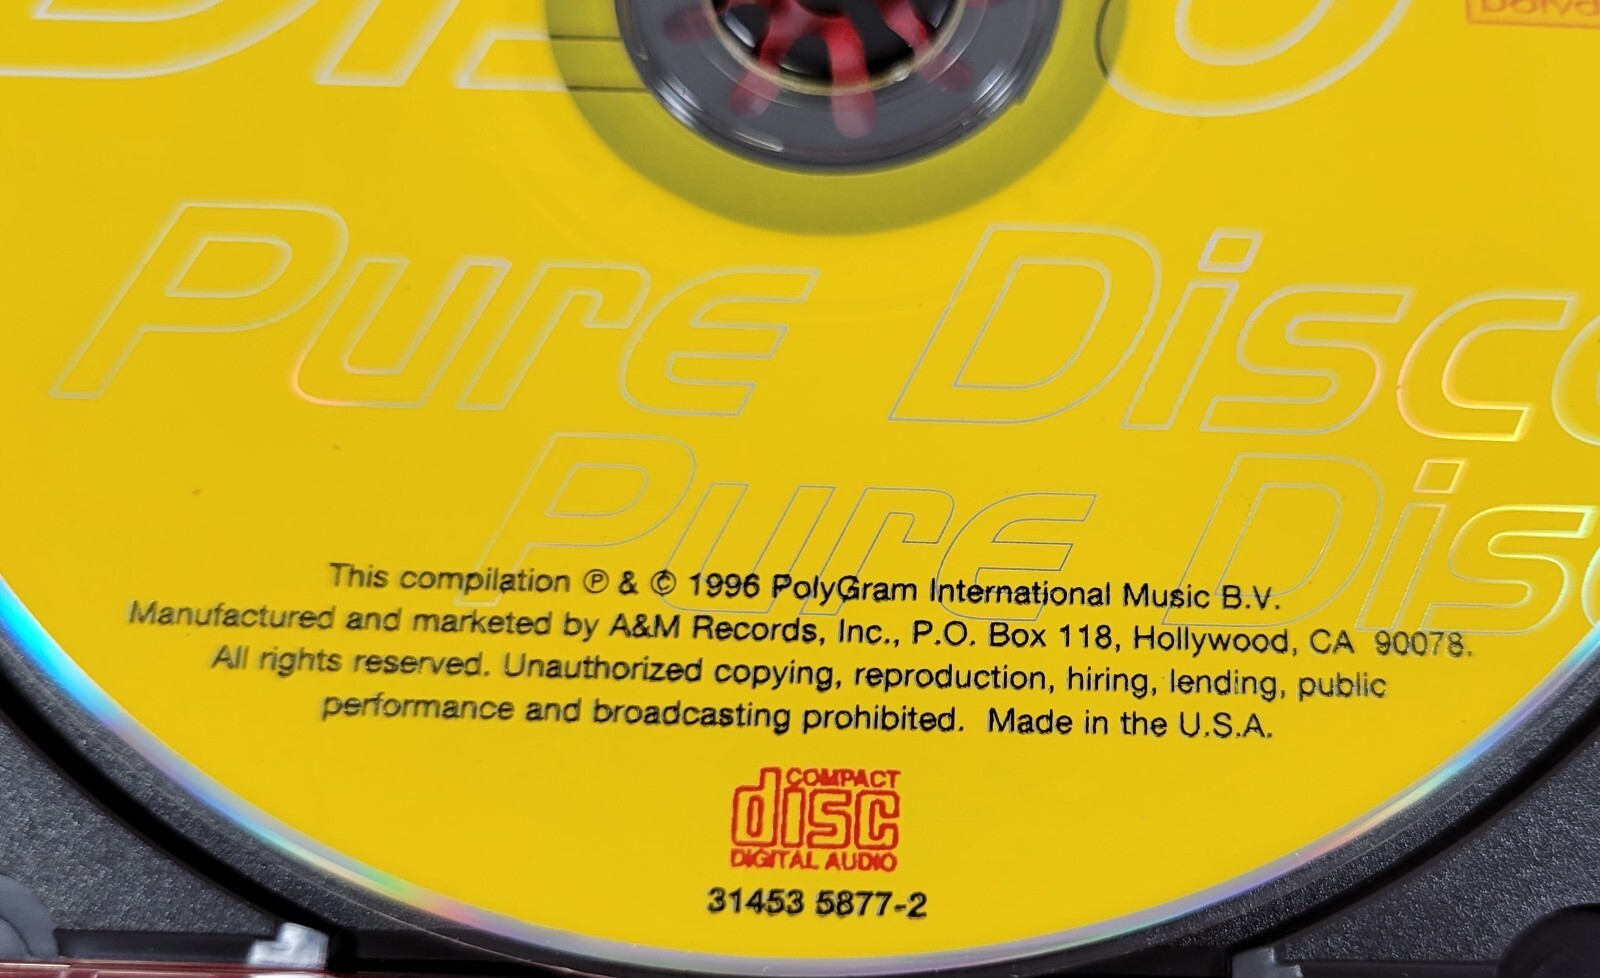 Pure Disco
Pure Disc
This compilation ℗ & © 1996 PolyGram International Music B.V.
Manufactured and marketed by A&M Records, Inc., P.O. Box 118, Hollywood, CA 90078.
All rights reserved. Unauthorized copying, reproduction, hiring, lending, public
performance and broadcasting prohibited. Made in the U.S.A.
COMPACT
disc
DIGITAL AUDIO
31453 5877-2